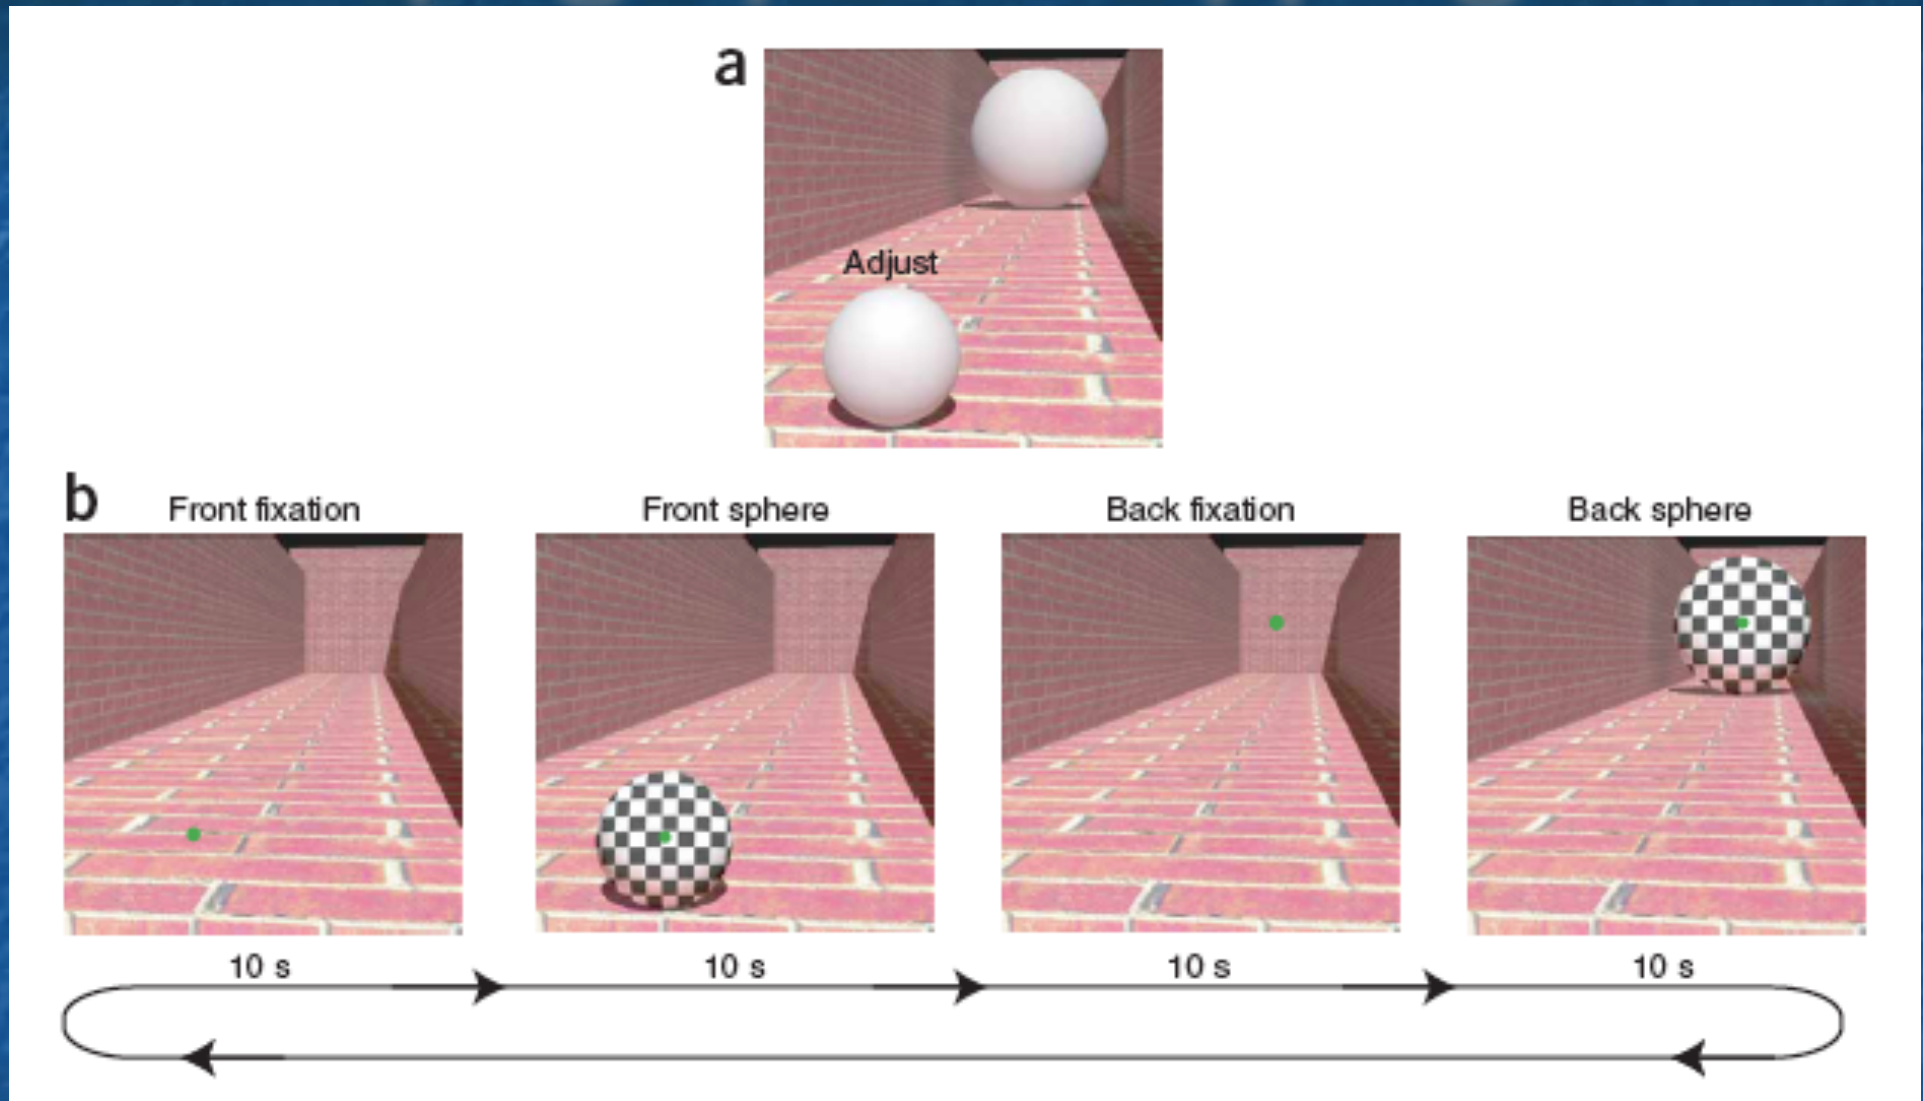 a
Adjust
b
Front fixation
Front sphere
Back fixation
Back sphere
10 s
10 s
10 s
10 s